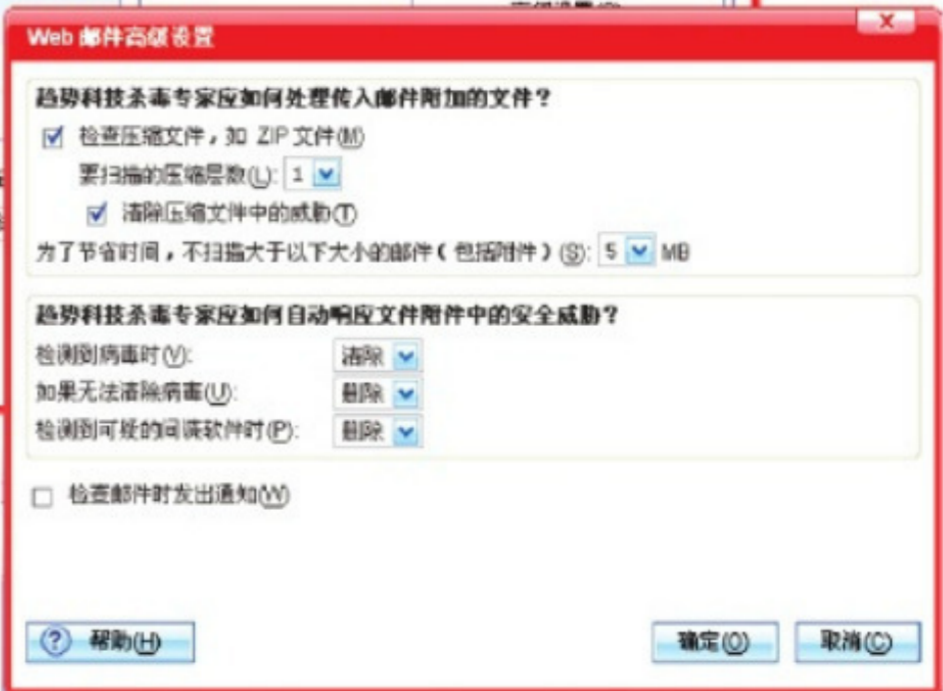 Web 邮件高级设置
趋势科技杀毒专家应如何处理传入邮件附加的文件？
检查压缩文件，如 ZIP 文件(M)
要扫描的压缩层数(L): 1
清除压缩文件中的威胁(T)
为了节省时间，不扫描大于以下大小的邮件（包括附件）(S): 5 MB
趋势科技杀毒专家应如何自动响应文件附件中的安全威胁？
检测到病毒时(V): 清除
如果无法清除病毒(U): 删除
检测到可疑的间谍软件时(P): 删除
检查邮件时发出通知(W)
帮助(H) 确定(O) 取消(C)